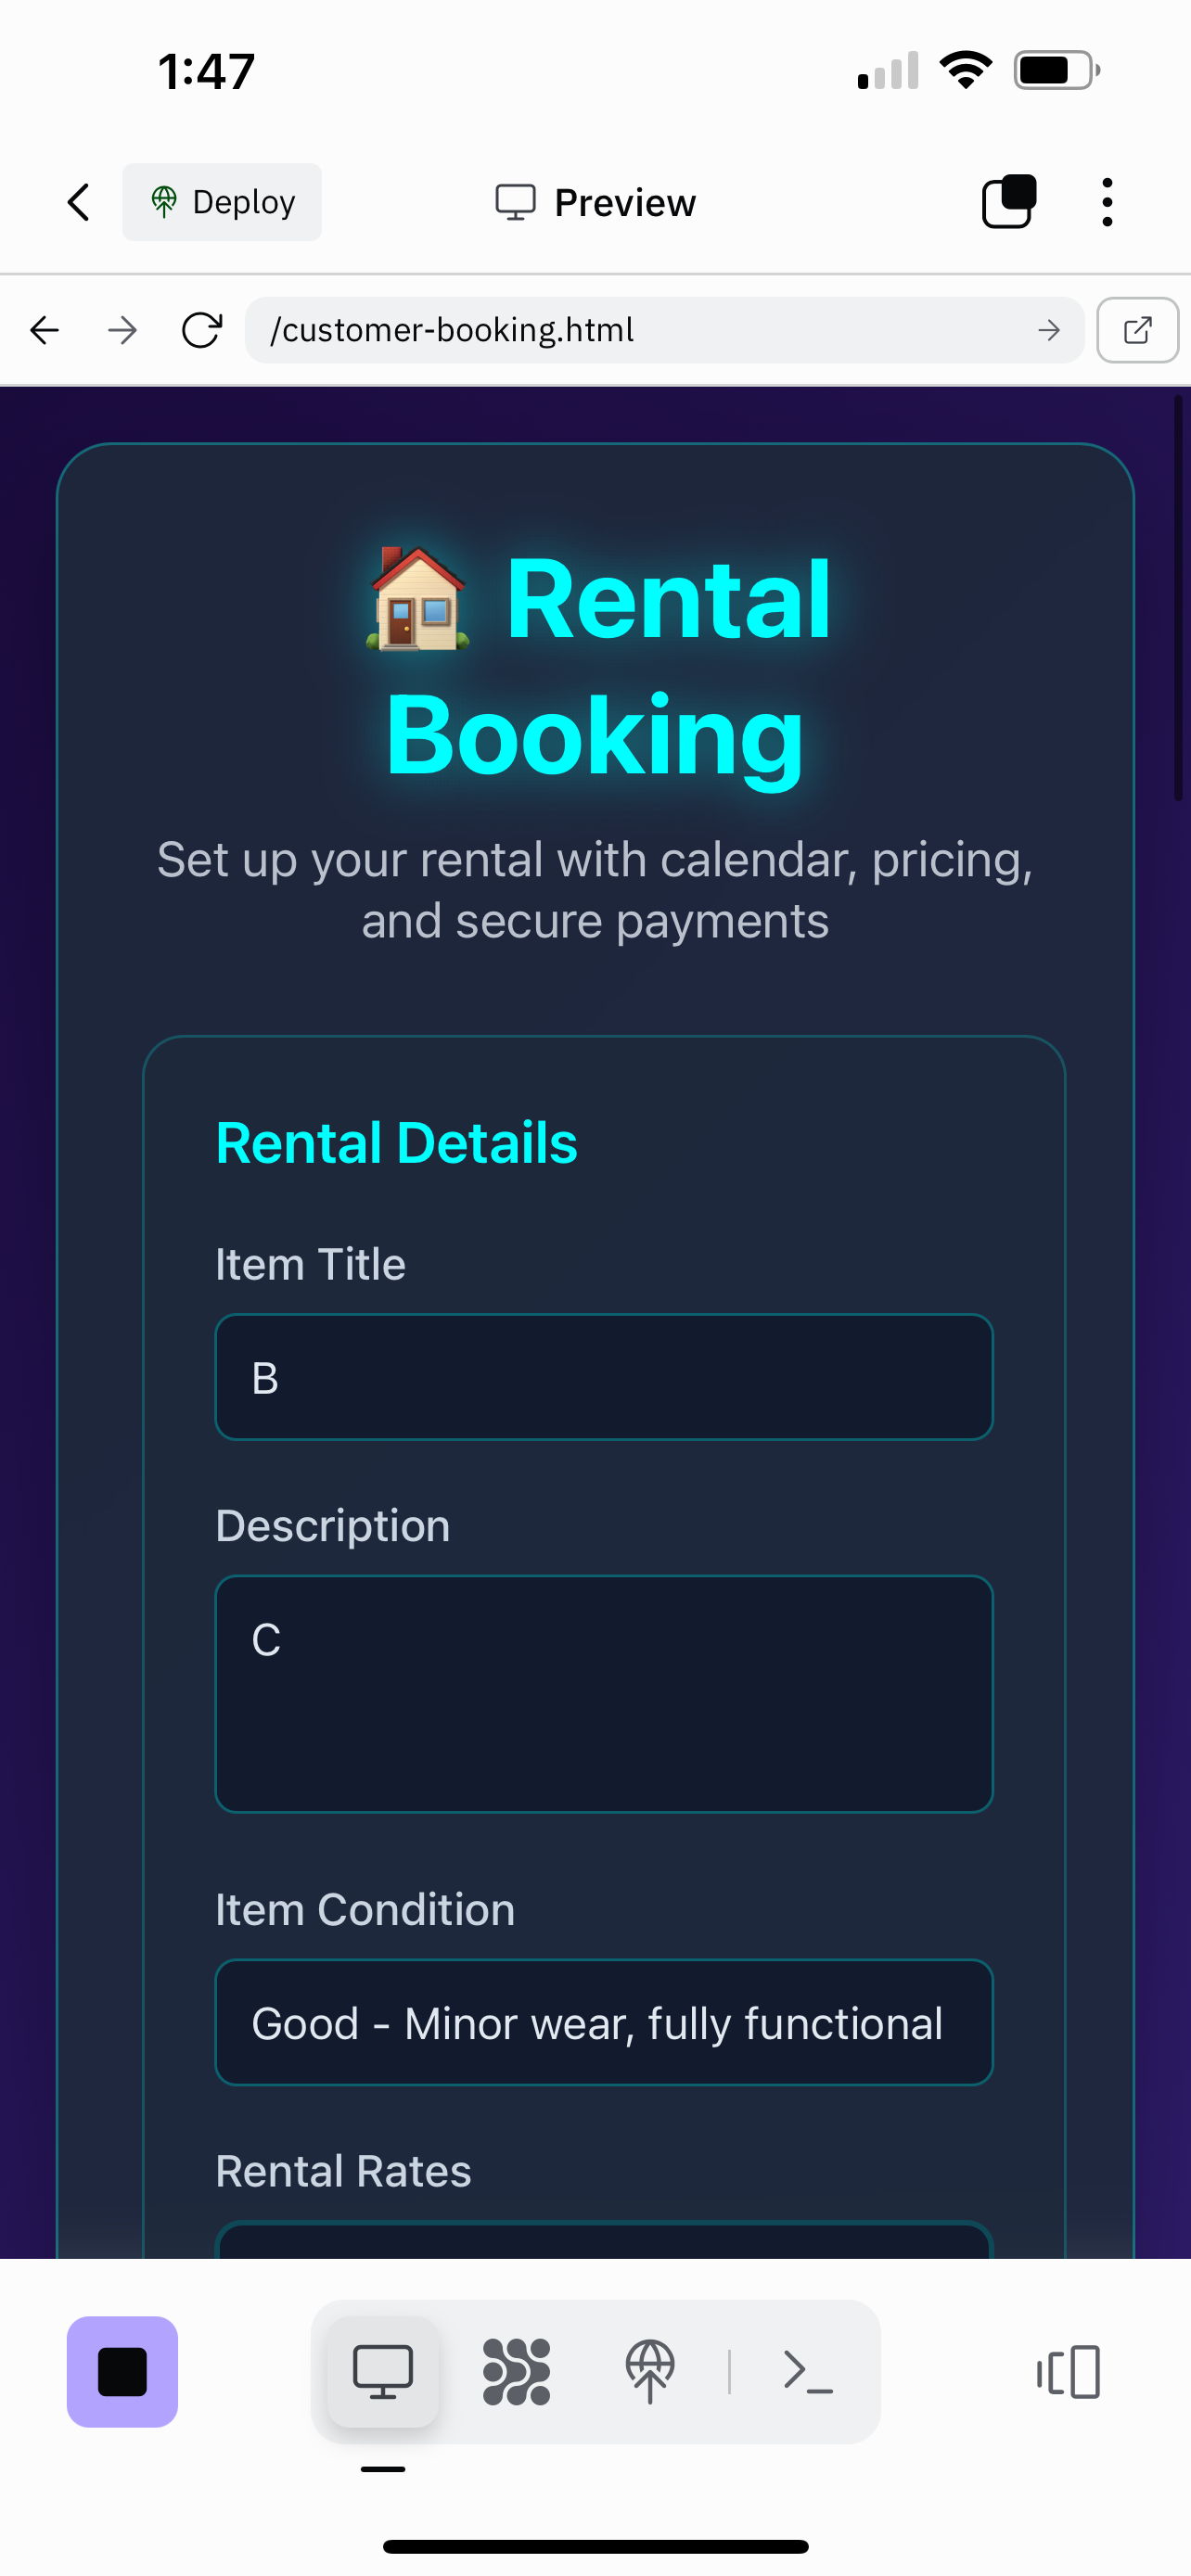 1:47
Deploy
Preview
/customer-booking.html
Rental
Booking
Set up your rental with calendar, pricing,
and secure payments
Rental Details
Item Title
B
Description
C
Item Condition
Good - Minor wear, fully functional
Rental Rates